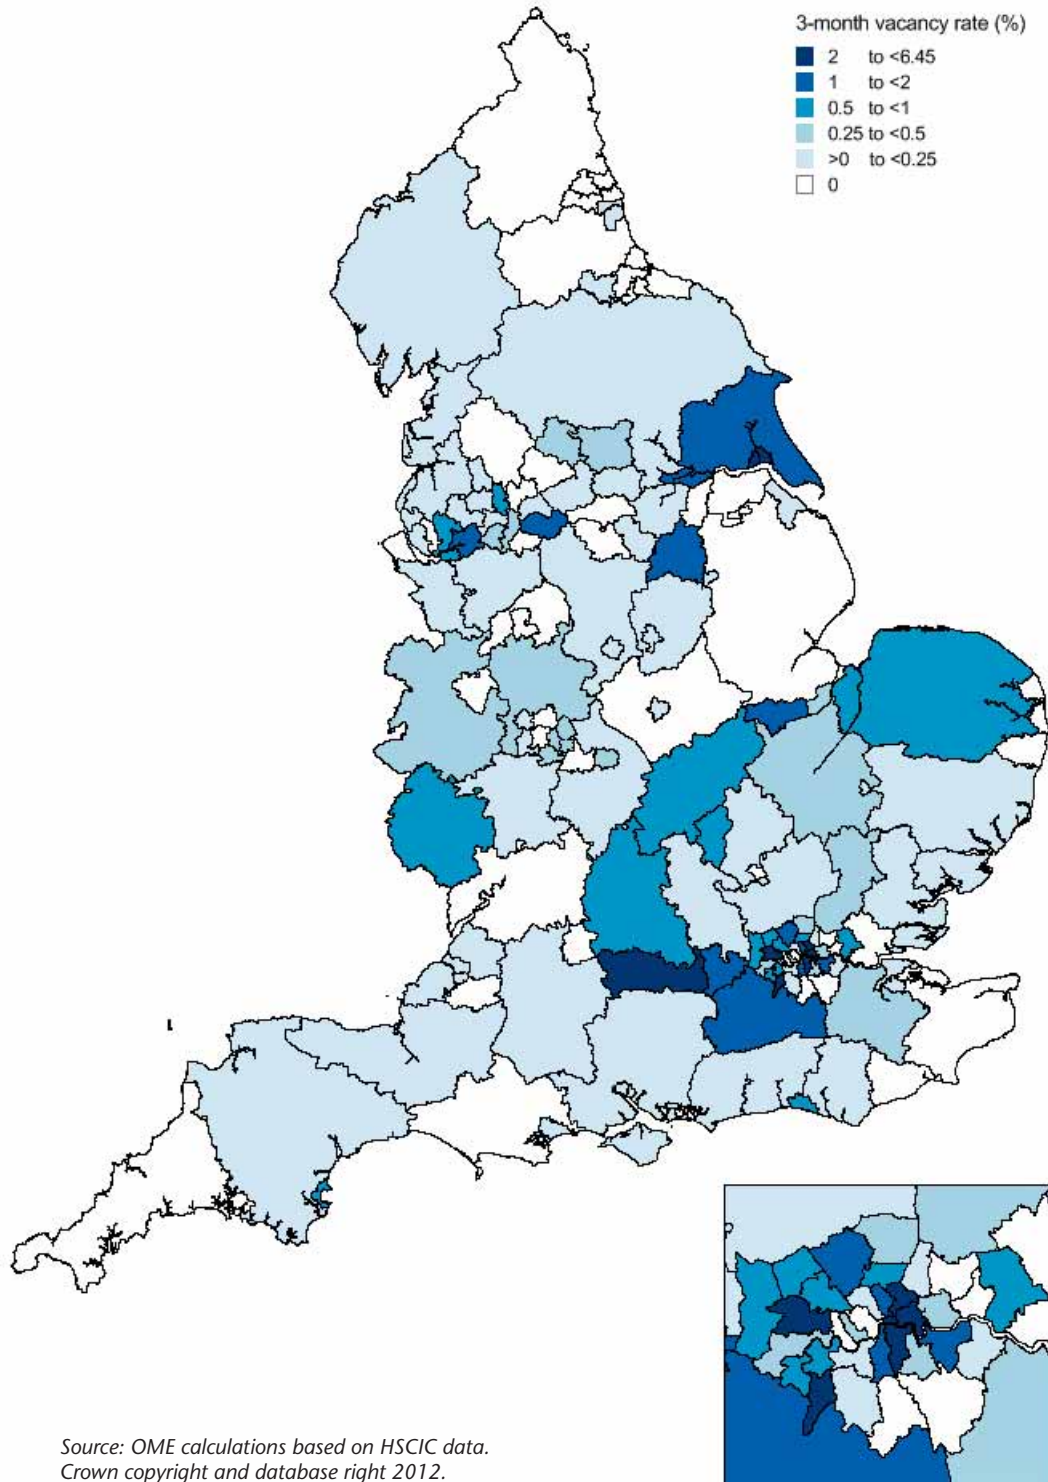 3-month vacancy rate (%)
2 to <6.45
1 to <2
0.5 to <1
0.25 to <0.5
>0 to <0.25
0
Source: OME calculations based on HSCIC data.
Crown copyright and database right 2012.